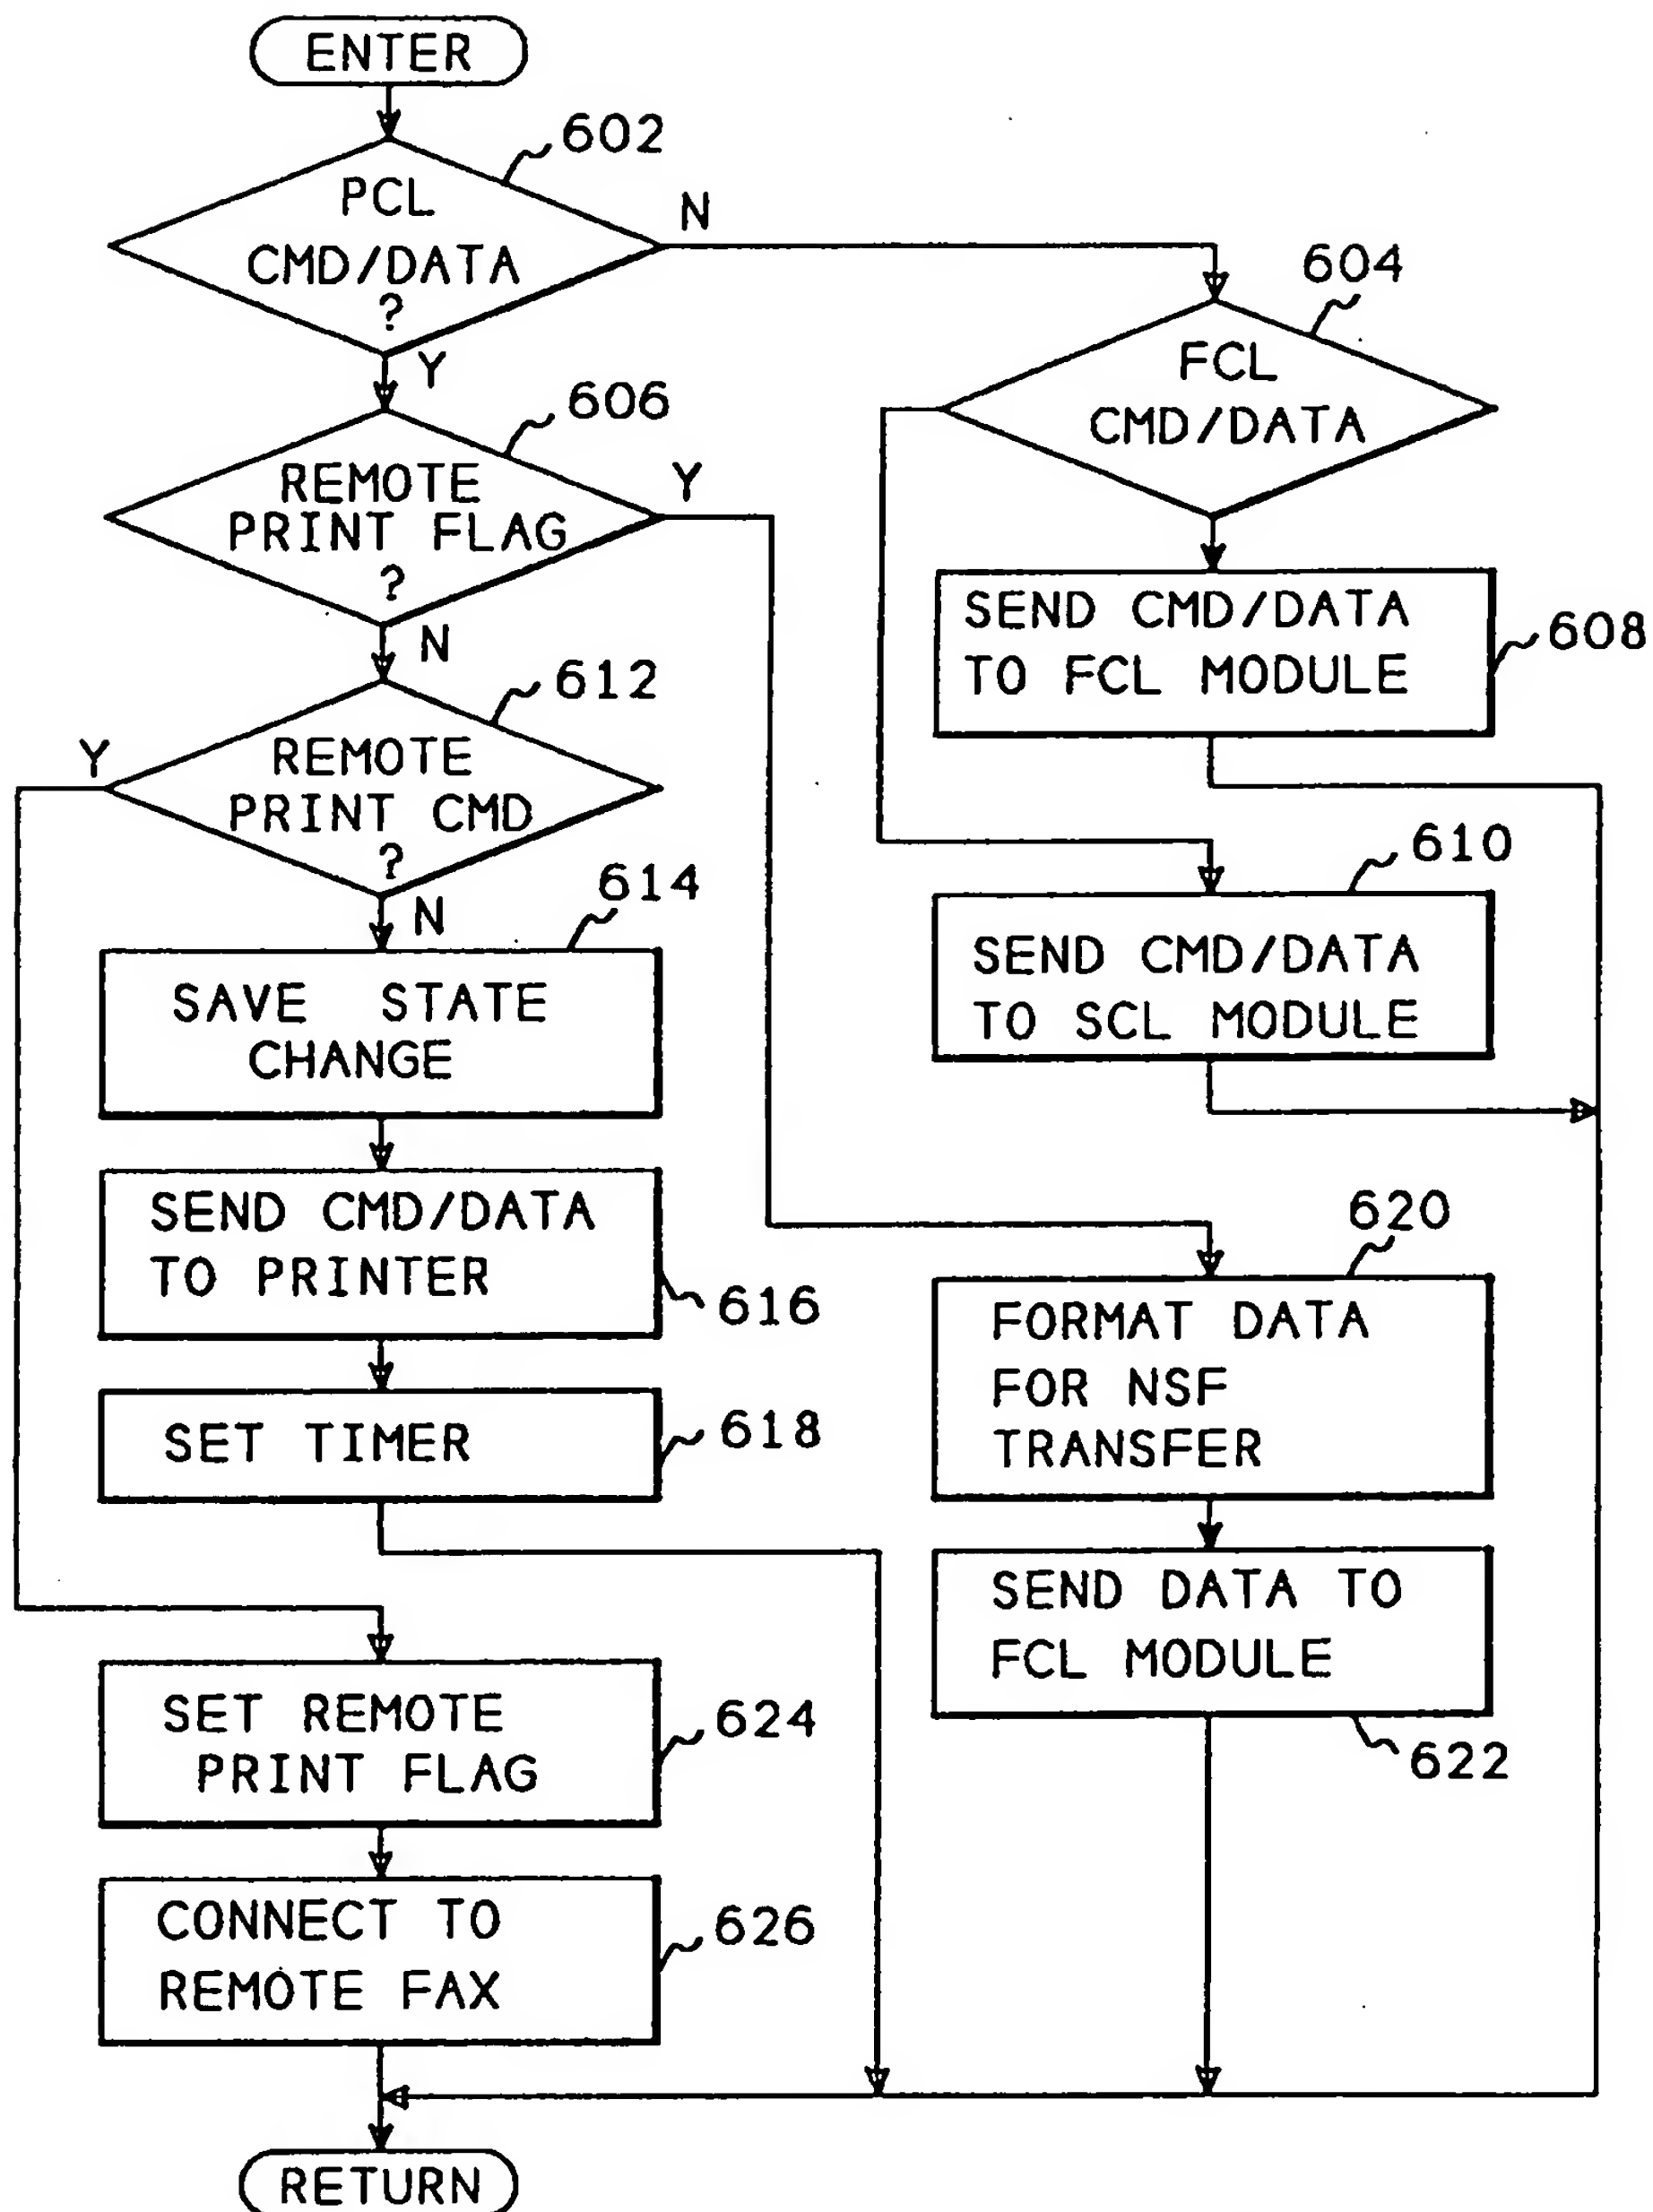 ENTER
602
PCL
CMD/DATA
?
N
Y
604
FCL
CMD/DATA
606
REMOTE
PRINT FLAG
?
Y
N
608
SEND CMD/DATA
TO FCL MODULE
612
REMOTE
PRINT CMD
?
Y
N
610
SEND CMD/DATA
TO SCL MODULE
614
SAVE STATE
CHANGE
SEND CMD/DATA
TO PRINTER
616
SET TIMER
618
620
FORMAT DATA
FOR NSF
TRANSFER
SEND DATA TO
FCL MODULE
622
SET REMOTE
PRINT FLAG
624
CONNECT TO
REMOTE FAX
626
RETURN